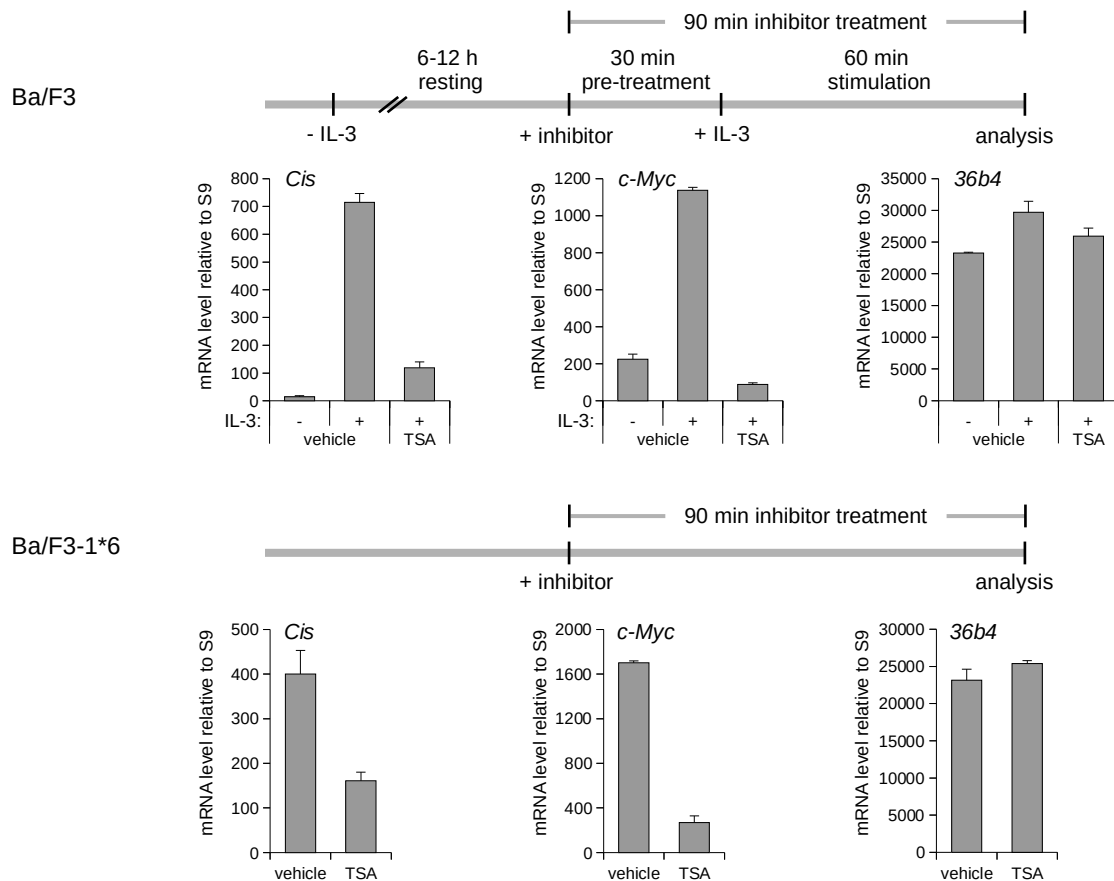 90 min inhibitor treatment
6-12 h
resting
30 min
pre-treatment
60 min
stimulation
Ba/F3
- IL-3
+ inhibitor
+ IL-3
analysis
Cis
mRNA level relative to S9
800
700
600
500
400
300
200
100
0
IL-3: - + +
vehicle TSA
c-Myc
mRNA level relative to S9
1200
1000
800
600
400
200
0
IL-3: - + +
vehicle TSA
36b4
mRNA level relative to S9
35000
30000
25000
20000
15000
10000
5000
0
- + +
vehicle TSA
90 min inhibitor treatment
Ba/F3-1*6
+ inhibitor
analysis
Cis
mRNA level relative to S9
500
400
300
200
100
0
vehicle TSA
c-Myc
mRNA level relative to S9
2000
1600
1200
800
400
0
vehicle TSA
36b4
mRNA level relative to S9
30000
25000
20000
15000
10000
5000
0
vehicle TSA